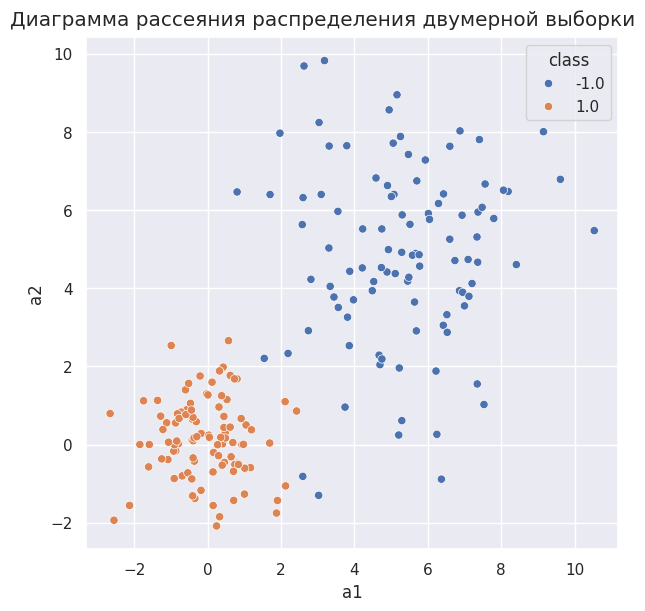 Диаграмма рассеяния распределения двумерной выборки
class
-1.0
1.0
10
8
6
4
2
0
−2
a2
−2 0 2 4 6 8 10
a1